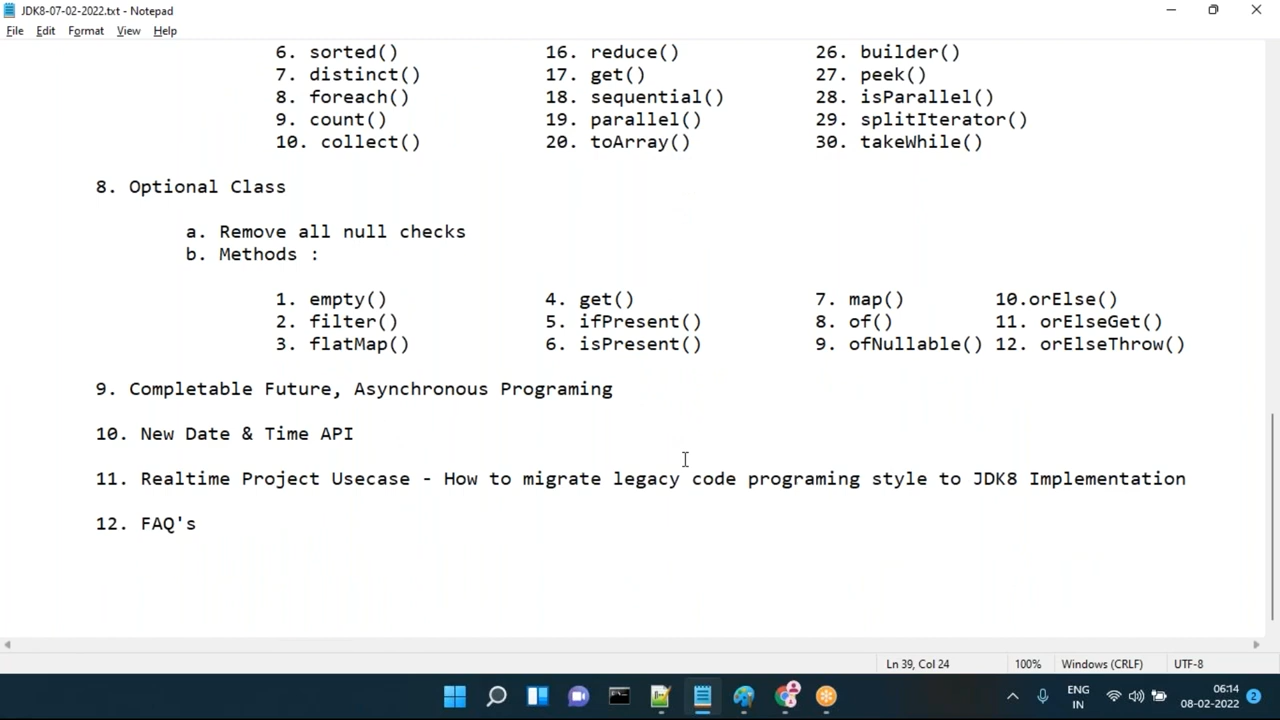 JDK8-07-02-2022.txt - Notepad
File Edit Format View Help
6. sorted() 16. reduce() 26. builder()
7. distinct() 17. get() 27. peek()
8. foreach() 18. sequential() 28. isParallel()
9. count() 19. parallel() 29. splitIterator()
10. collect() 20. toArray() 30. takeWhile()
8. Optional Class
a. Remove all null checks
b. Methods :
1. empty() 4. get() 7. map() 10.orElse()
2. filter() 5. ifPresent() 8. of() 11. orElseGet()
3. flatMap() 6. isPresent() 9. ofNullable() 12. orElseThrow()
9. Completable Future, Asynchronous Programing
10. New Date & Time API
11. Realtime Project Usecase - How to migrate legacy code programing style to JDK8 Implementation
12. FAQ's
Ln 39, Col 24 100% Windows (CRLF) UTF-8
ENG 06:14
IN 08-02-2022 2